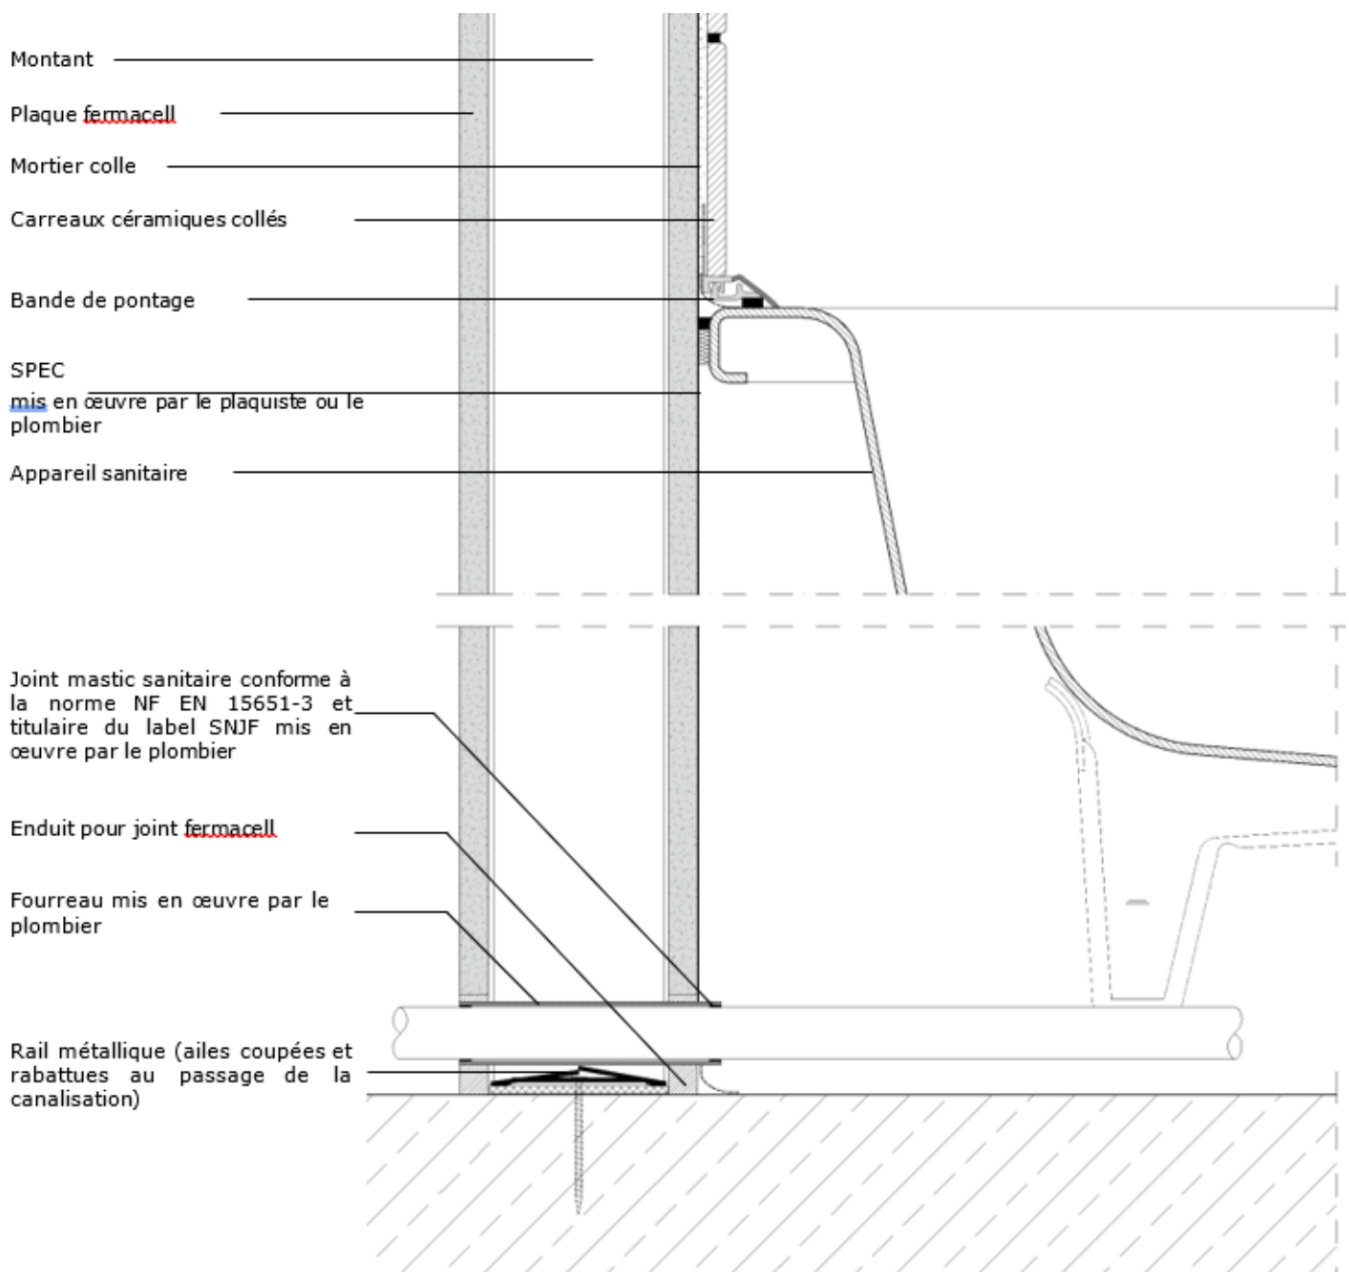 Montant
Plaque fermacell
Mortier colle
Carreaux céramiques collés
Bande de pontage
SPEC
mis en œuvre par le plaquiste ou le
plombier
Appareil sanitaire
Joint mastic sanitaire conforme à
la norme NF EN 15651-3 et
titulaire du label SNJF mis en
œuvre par le plombier
Enduit pour joint fermacell
Fourreau mis en œuvre par le
plombier
Rail métallique (ailes coupées et
rabattues au passage de la
canalisation)